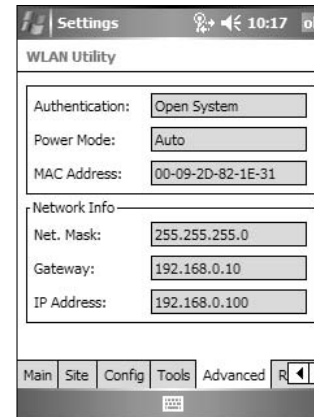 Settings 10:17 o
WLAN Utility
Authentication: Open System
Power Mode: Auto
MAC Address: 00-09-2D-82-1E-31
Network Info
Net. Mask: 255.255.255.0
Gateway: 192.168.0.10
IP Address: 192.168.0.100
Main Site Config Tools Advanced R